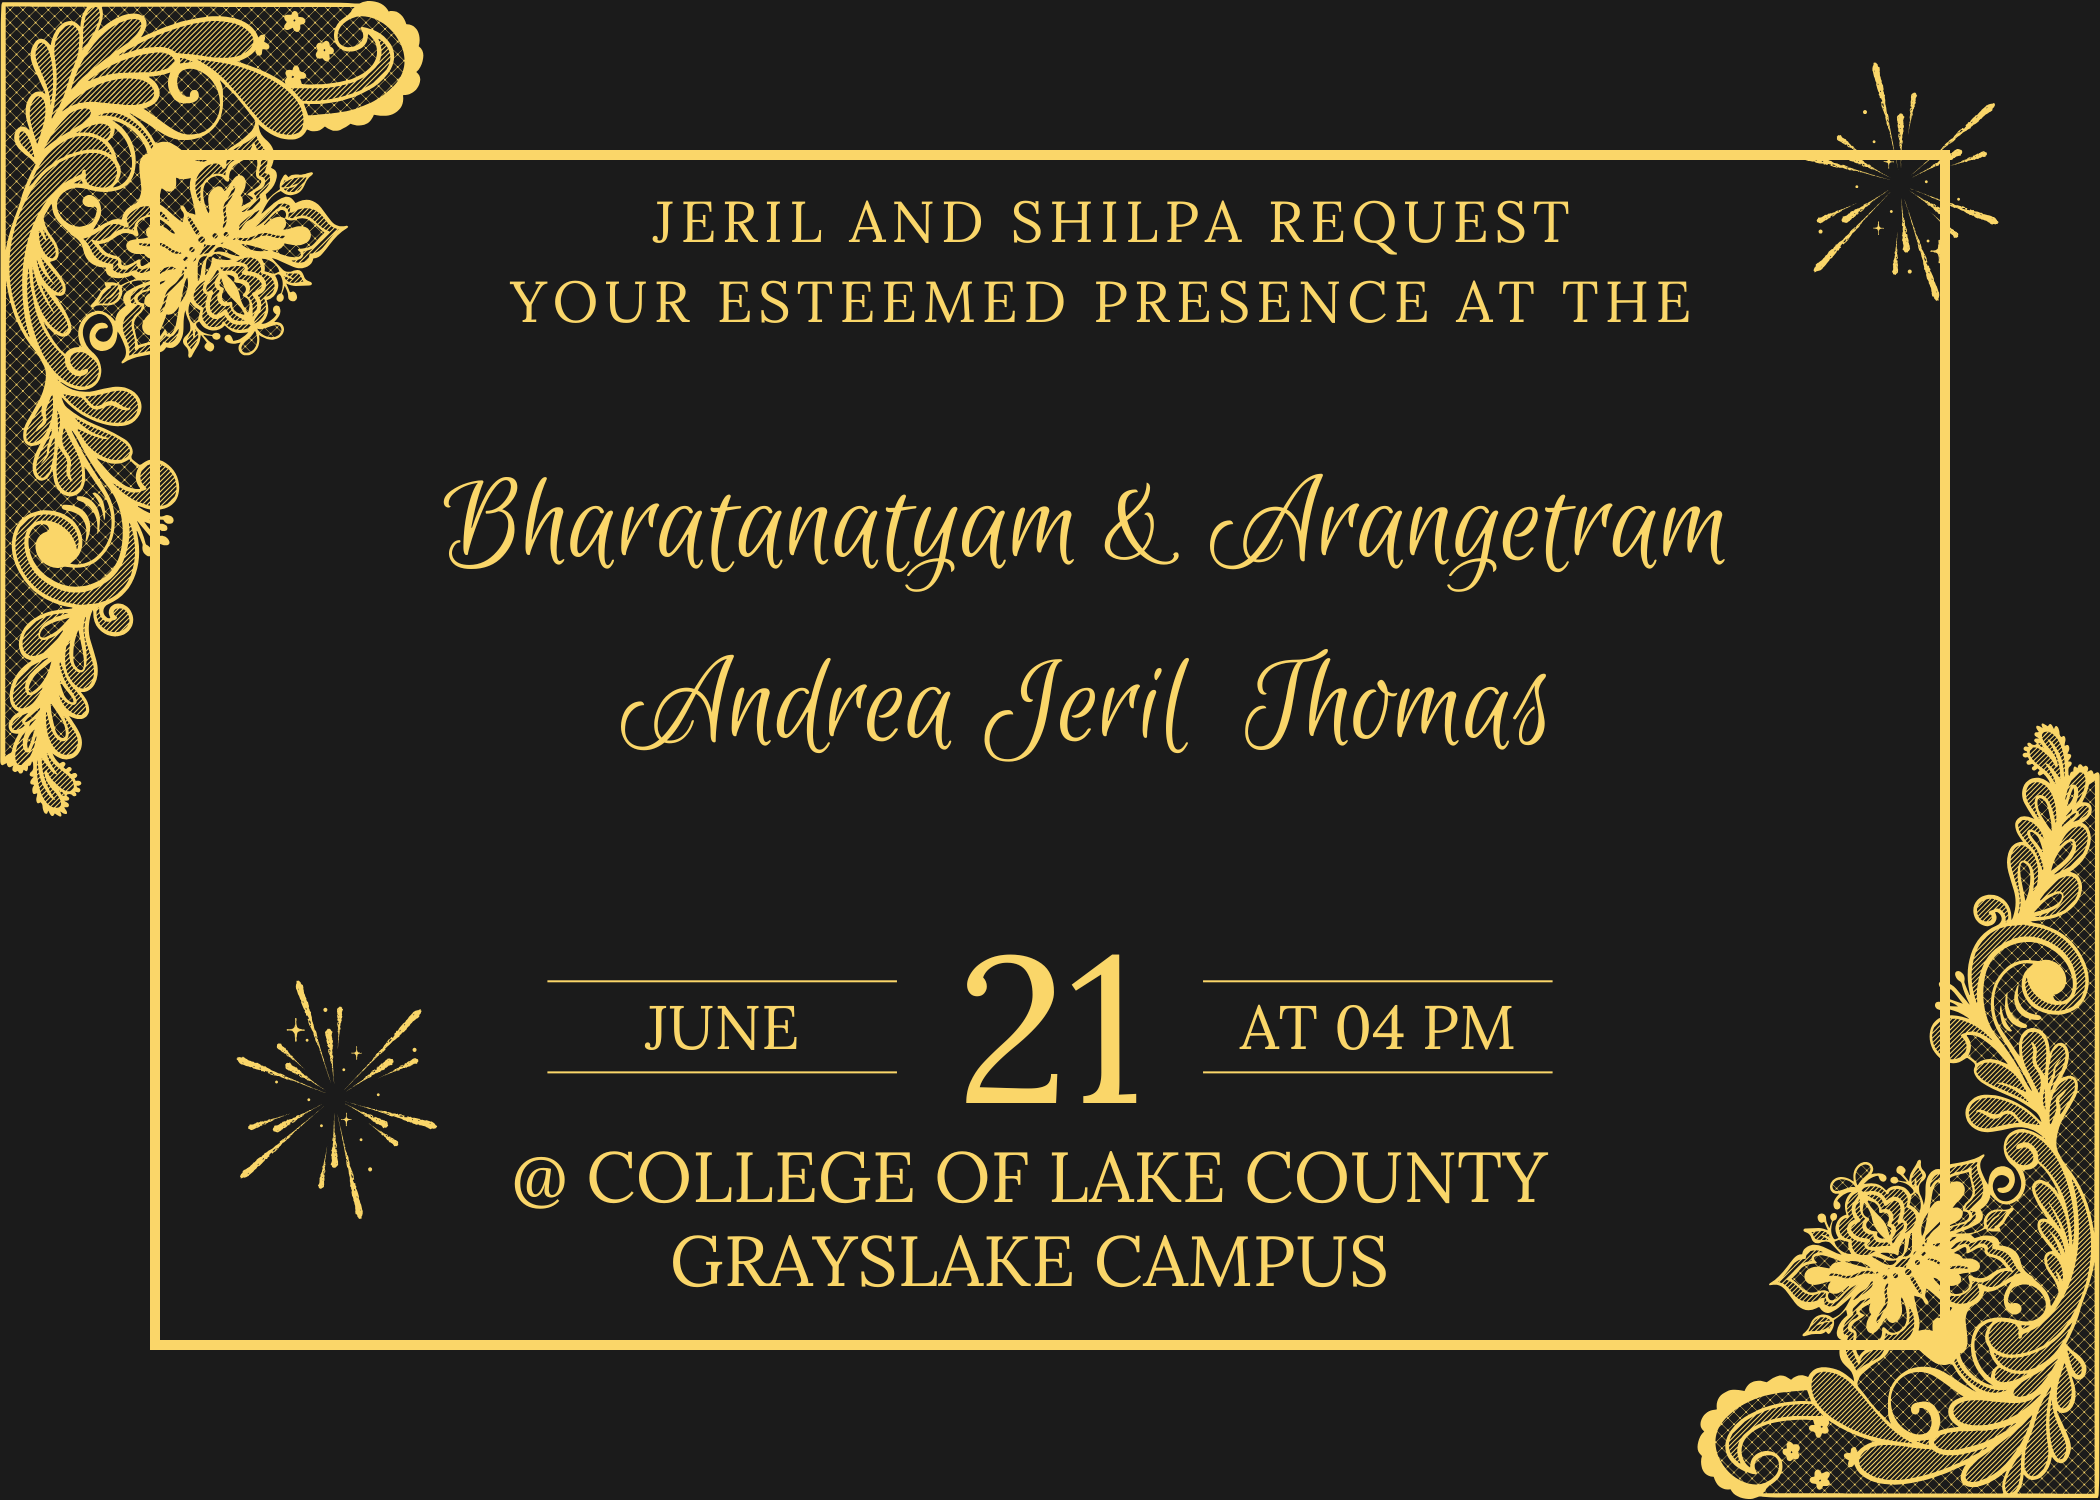 JERIL AND SHILPA REQUEST
YOUR ESTEEMED PRESENCE AT THE
Bharatanatyam & Arangetram
Andrea Jeril Thomas
JUNE 21 AT 04 PM
@ COLLEGE OF LAKE COUNTY
GRAYSLAKE CAMPUS